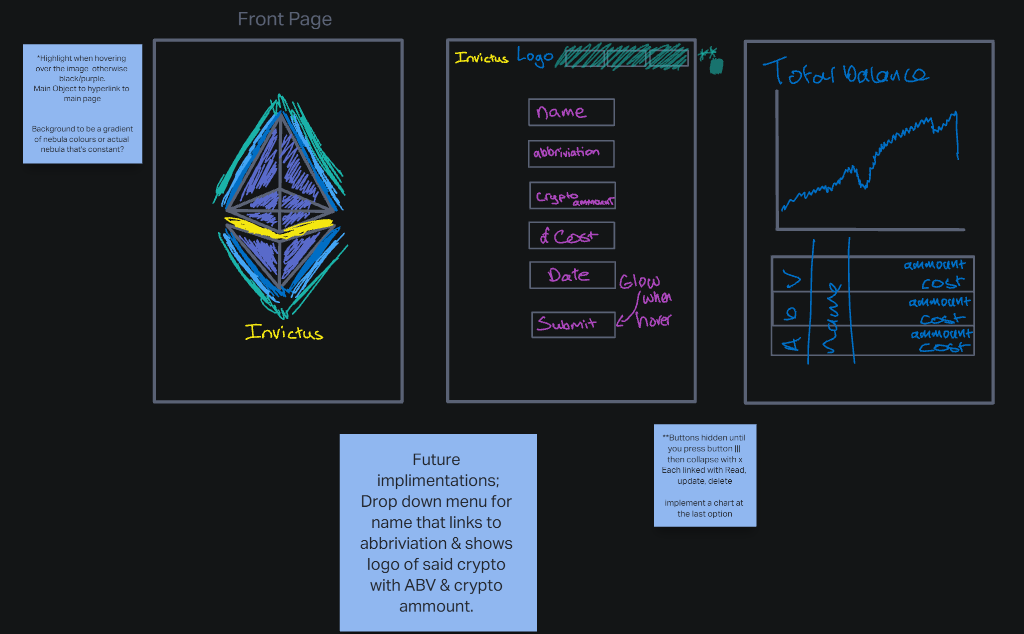 Front Page
*Highlight when hovering
over the image, otherwise
black/purple.
Main Object to hyperlink to
main page
Background to be a gradient
of nebula colours or actual
nebula that's constant?
Invictus
Invictus Logo **
Name
abbriviation
Crypto ammount
£ Cost
Date
Submit
Glow
when
hover
Total balance
ammount
cost
ammount
cost
ammount
cost
Name
Future
implimentations;
Drop down menu for
name that links to
abbriviation & shows
logo of said crypto
with ABV & crypto
ammount.
**Buttons hidden until
you press button |||
then collapse with x
Each linked with Read,
update, delete
implement a chart at
the last option